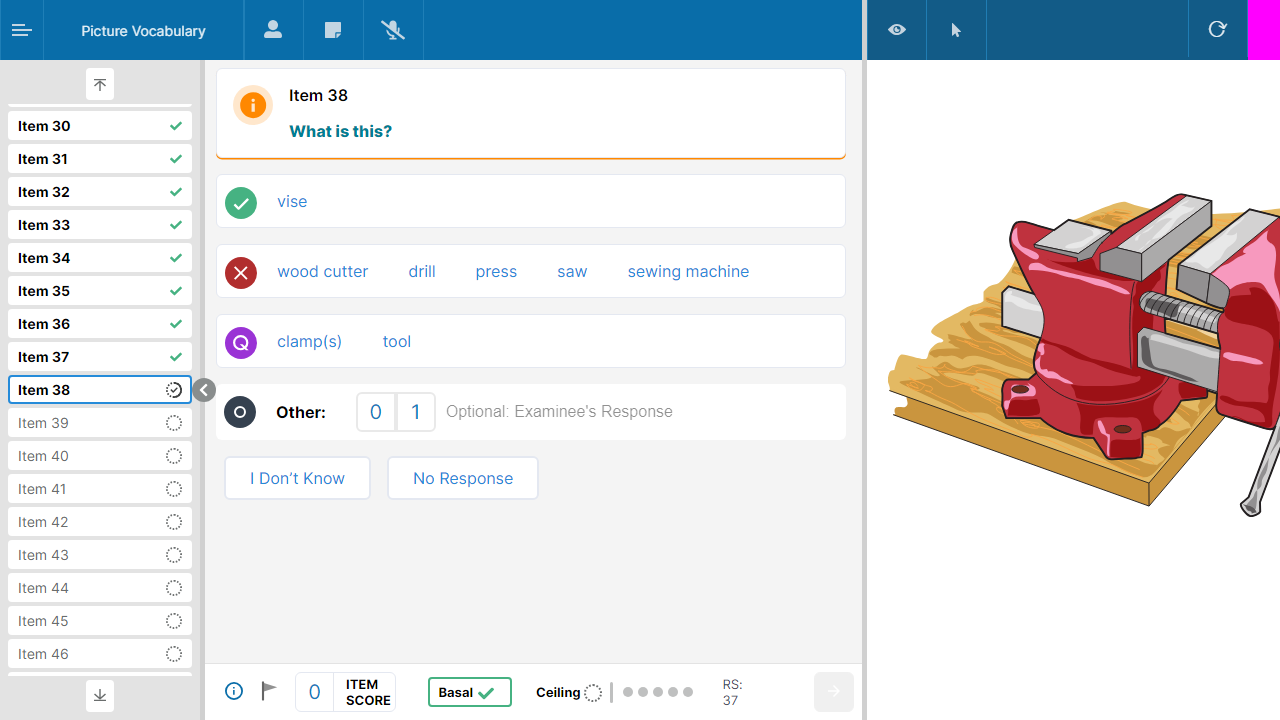 Picture Vocabulary
Item 30
Item 31
Item 32
Item 33
Item 34
Item 35
Item 36
Item 37
Item 38
Item 39
Item 40
Item 41
Item 42
Item 43
Item 44
Item 45
Item 46
Item 38
What is this?
vise
wood cutter drill press saw sewing machine
Q clamp(s) tool
O Other: 0 1 Optional: Examinee's Response
I Don’t Know No Response
0 ITEM SCORE Basal Ceiling RS: 37